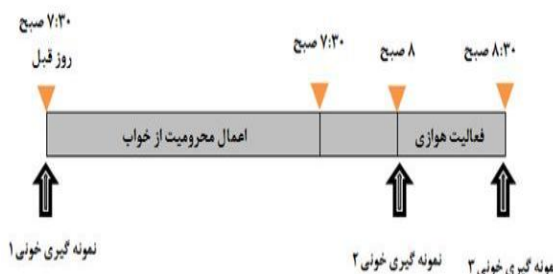 ۷:۳۰ صبح
روز قبل
۷:۳۰ صبح
۸ صبح
۸:۳۰ صبح
اعمال محرومیت از خواب
فعالیت هوازی
نمونه گیری خونی ۱
نمونه گیری خونی ۲
مونه گیری خونی ۳